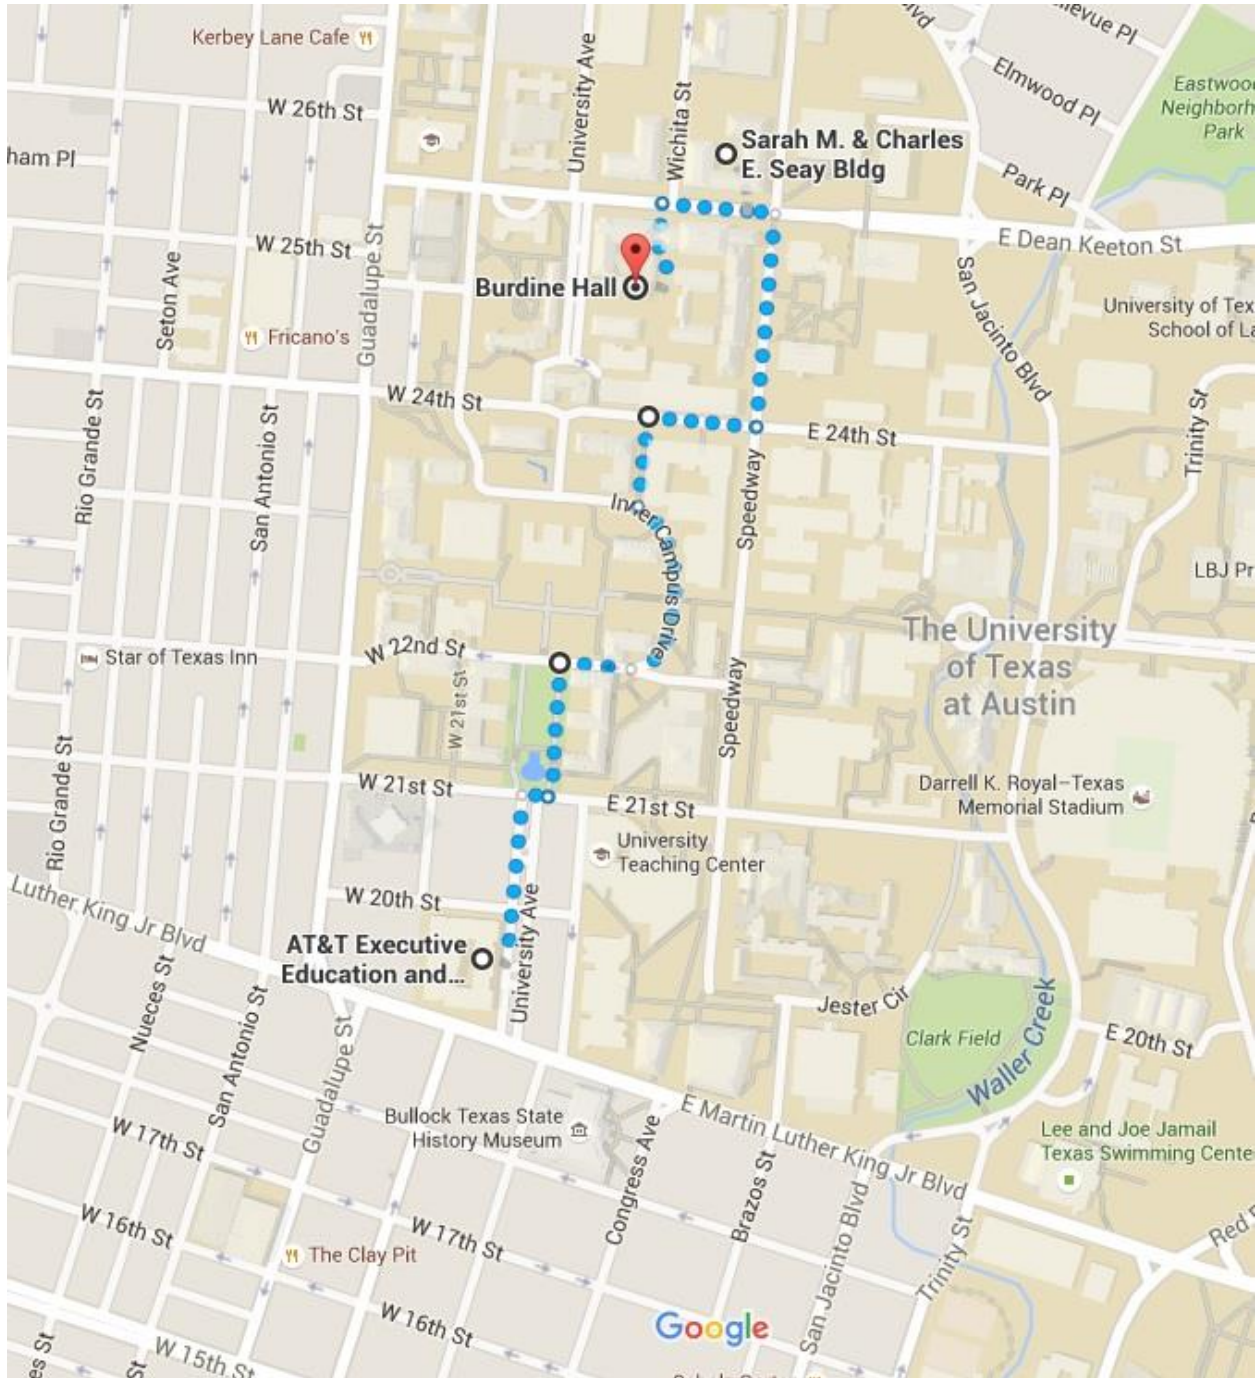 Kerbey Lane Cafe
University Ave
Wichita St
Elmwood Pl
Eastwood
Neighborh
Park
W 26th St
ham Pl
Sarah M. & Charles
E. Seay Bldg
Park Pl
W 25th St
Guadalupe St
Seton Ave
E Dean Keeton St
San Jacinto Blvd
Burdine Hall
University of Tex
School of La
Fricano's
W 24th St
E 24th St
Trinity St
Rio Grande St
San Antonio St
Speedway
Inner Campus Drive
LBJ Pr
The University
of Texas
at Austin
W 22nd St
Star of Texas Inn
W 21st St
Speedway
W 21st St
E 21st St
Darrell K. Royal–Texas
Memorial Stadium
Rio Grande St
University
Teaching Center
Luther King Jr Blvd
W 20th St
University Ave
AT&T Executive
Education and...
Nueces St
San Antonio St
Guadalupe St
Jester Cir
Clark Field
Waller Creek
E 20th St
Bullock Texas State
History Museum
E Martin Luther King Jr Blvd
Lee and Joe Jamail
Texas Swimming Cente
W 17th St
Congress Ave
Brazos St
San Jacinto Blvd
Trinity St
Red
W 16th St
W 17th St
The Clay Pit
W 16th St
Google
W 15th St
es St
St